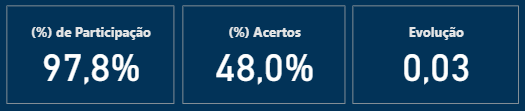 (%) de Participação
97,8%
(%) Acertos
48,0%
Evolução
0,03